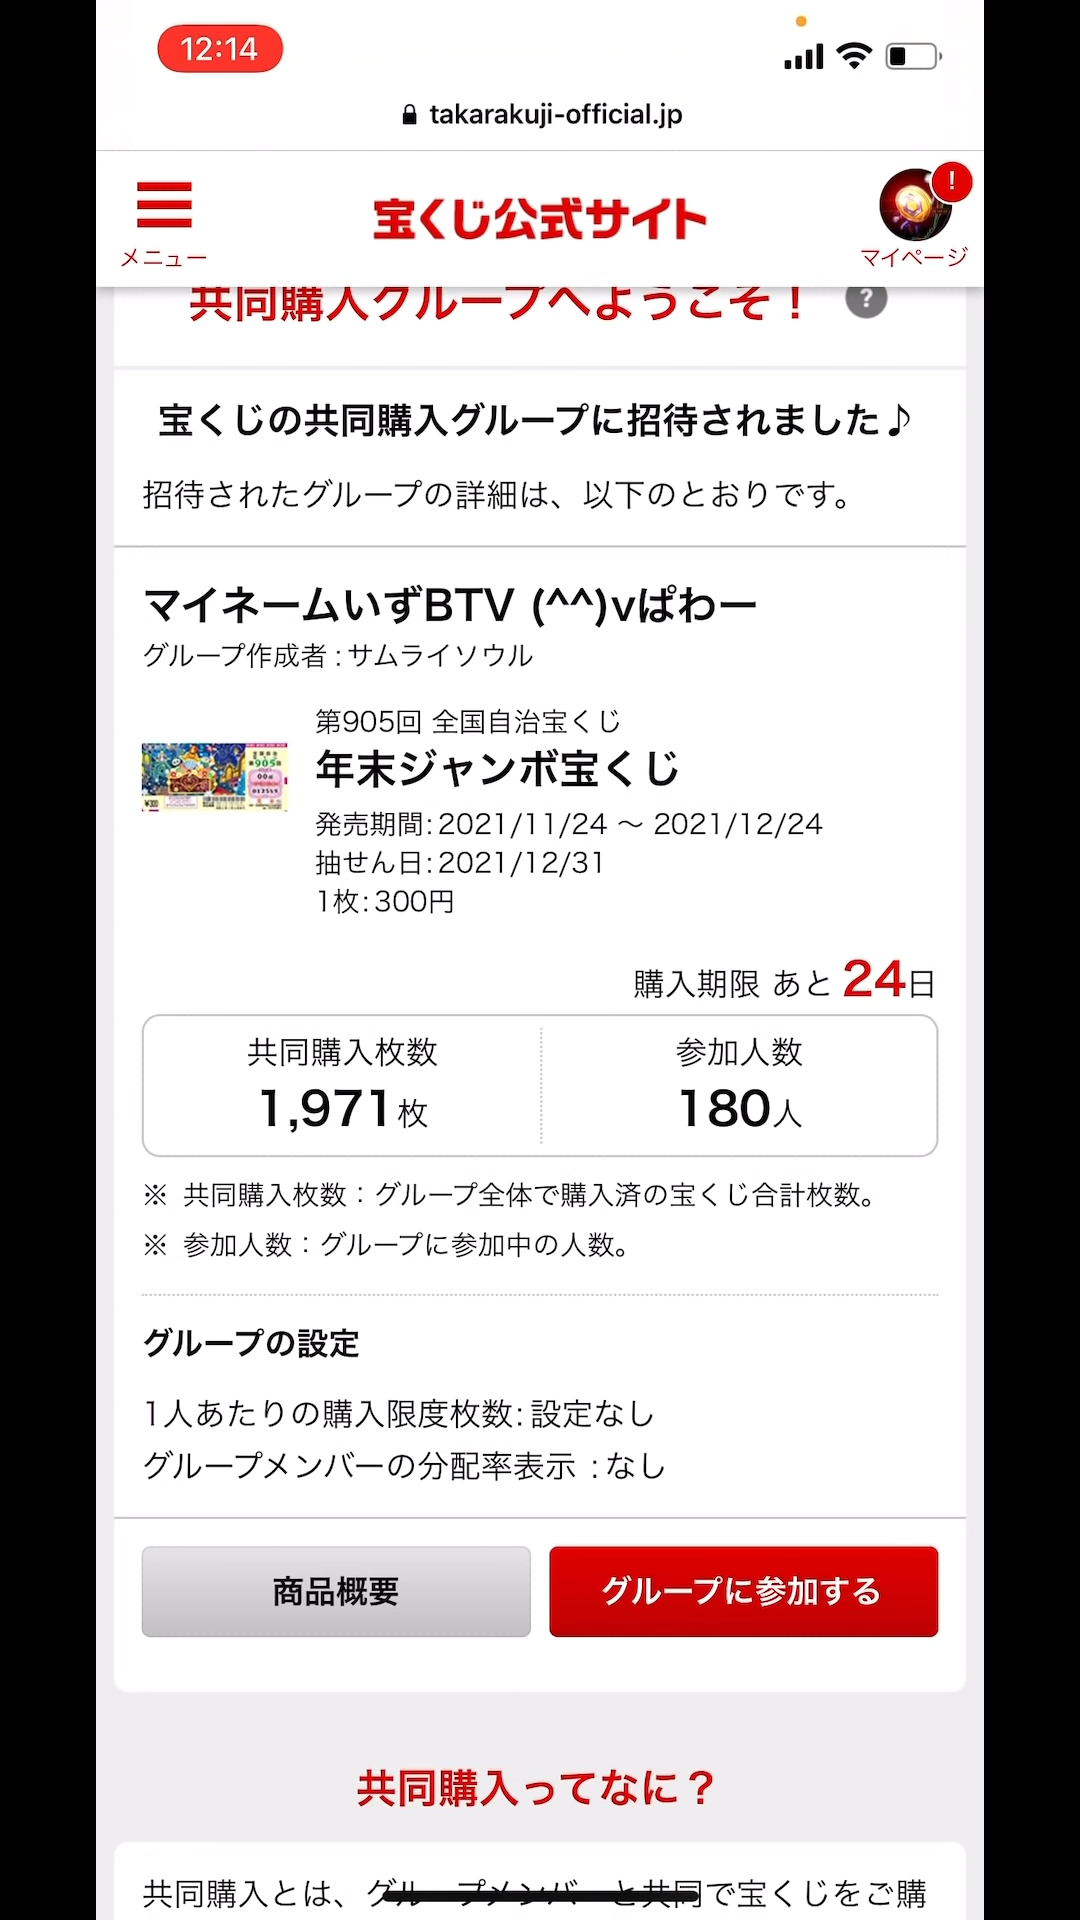 12:14
takarakuji-official.jp
メニュー
宝くじ公式サイト
!
マイページ
共同購入グループへようこそ！
?
宝くじの共同購入グループに招待されました♪
招待されたグループの詳細は、以下のとおりです。
マイネームいずBTV (^^)vぱわー
グループ作成者 : サムライソウル
第905回 全国自治宝くじ
年末ジャンボ宝くじ
発売期間: 2021/11/24 〜 2021/12/24
抽せん日: 2021/12/31
1枚: 300円
購入期限 あと 24日
共同購入枚数
1,971枚
参加人数
180人
※ 共同購入枚数：グループ全体で購入済の宝くじ合計枚数。
※ 参加人数：グループに参加中の人数。
グループの設定
1人あたりの購入限度枚数: 設定なし
グループメンバーの分配率表示 : なし
商品概要
グループに参加する
共同購入ってなに？
共同購入とは、グループメンバーと共同で宝くじをご購